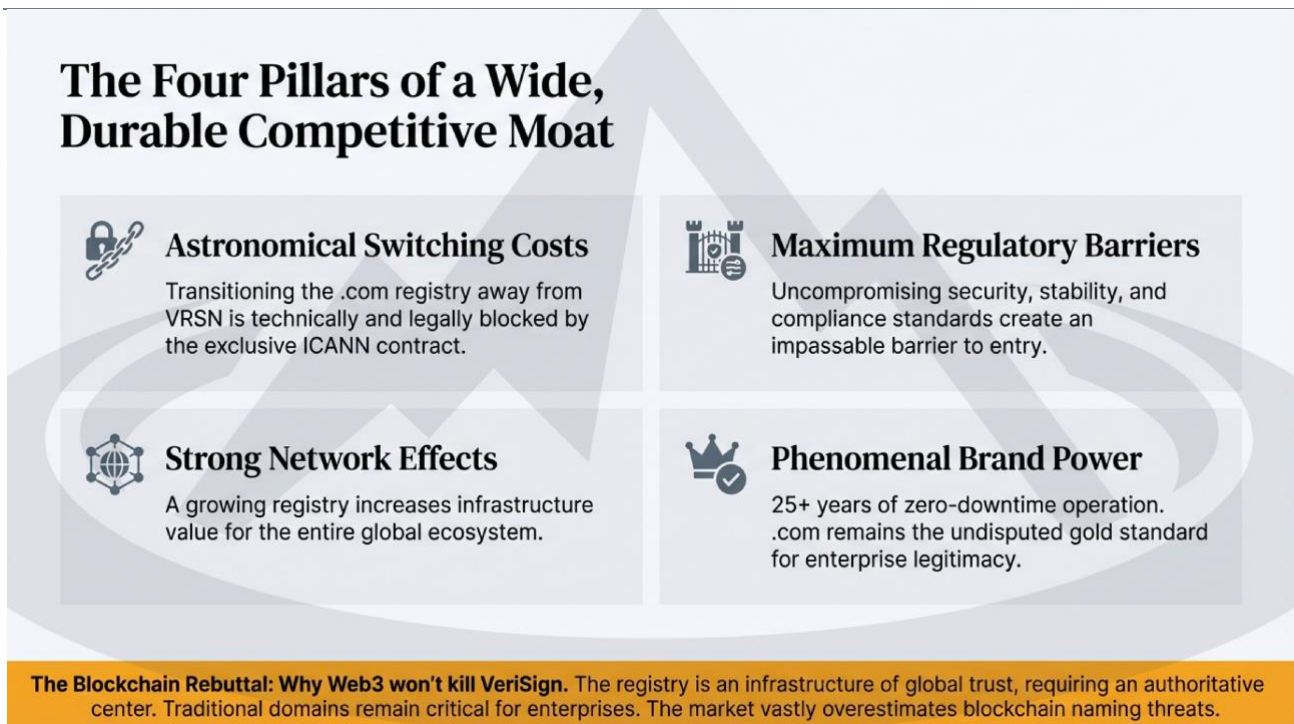 The Four Pillars of a Wide,
Durable Competitive Moat
Astronomical Switching Costs
Transitioning the .com registry away from
VRSN is technically and legally blocked by
the exclusive ICANN contract.
Maximum Regulatory Barriers
Uncompromising security, stability, and
compliance standards create an
impassable barrier to entry.
Strong Network Effects
A growing registry increases infrastructure
value for the entire global ecosystem.
Phenomenal Brand Power
25+ years of zero-downtime operation.
.com remains the undisputed gold standard
for enterprise legitimacy.
The Blockchain Rebuttal: Why Web3 won't kill VeriSign. The registry is an infrastructure of global trust, requiring an authoritative
center. Traditional domains remain critical for enterprises. The market vastly overestimates blockchain naming threats.